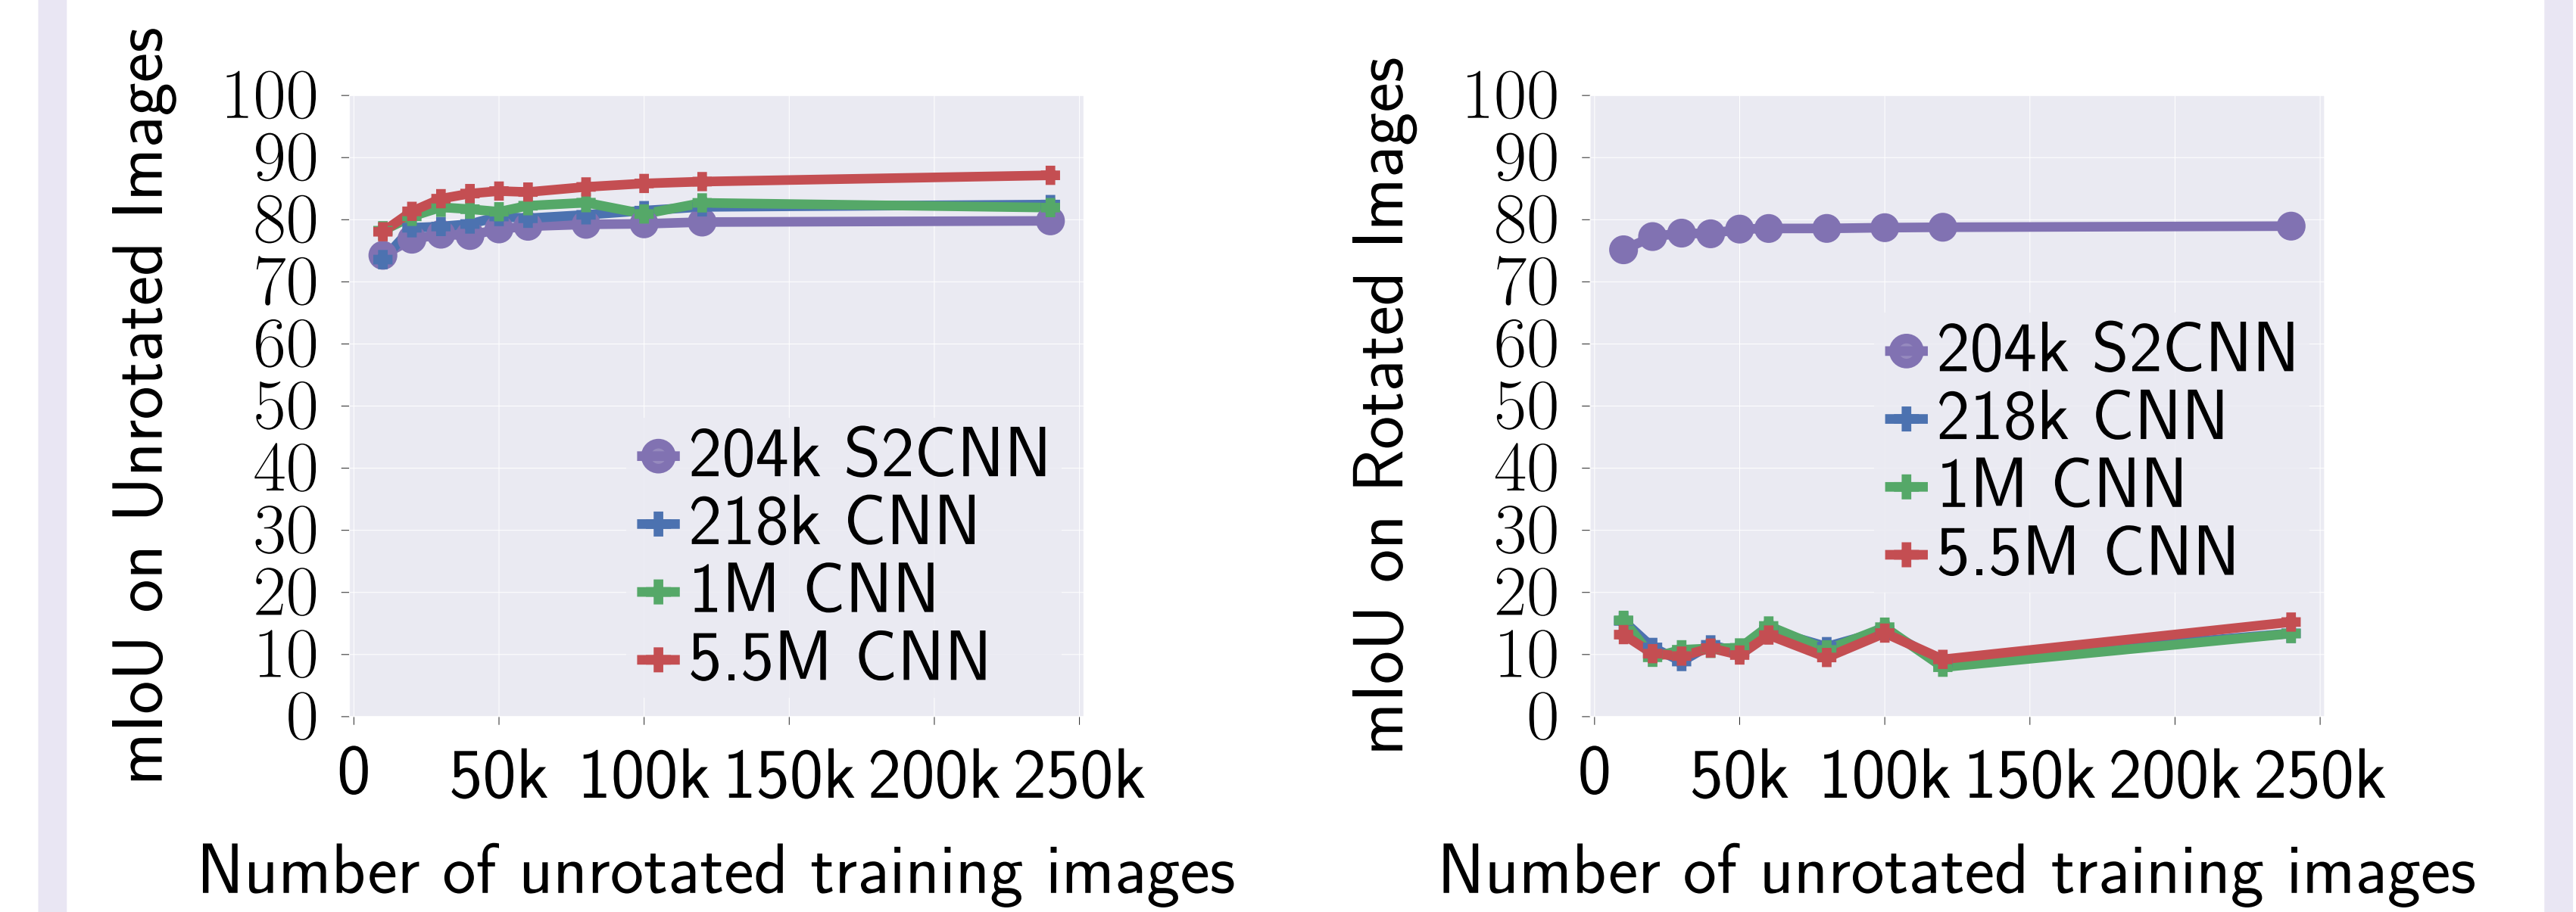 mIoU on Unrotated Images
100
90
80
70
60
50
40
30
20
10
0
0 50k 100k 150k 200k 250k
Number of unrotated training images
204k S2CNN
218k CNN
1M CNN
5.5M CNN
mIoU on Rotated Images
100
90
80
70
60
50
40
30
20
10
0
0 50k 100k 150k 200k 250k
Number of unrotated training images
204k S2CNN
218k CNN
1M CNN
5.5M CNN